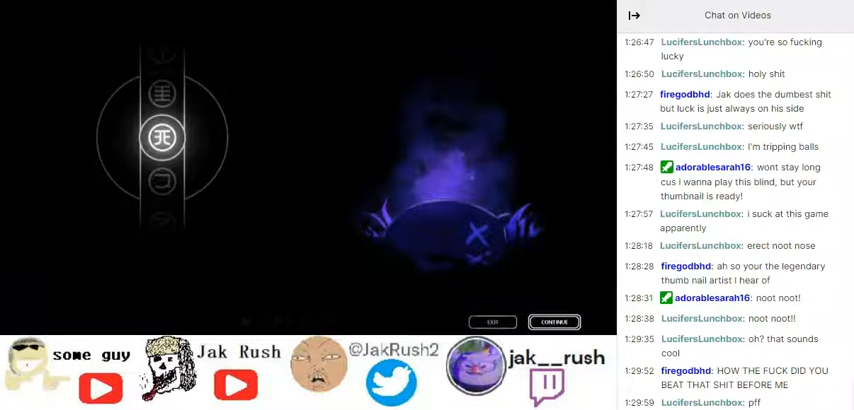 Chat on Videos
1:26:47 LucifersLunchbox: you're so fucking
lucky
1:26:50 LucifersLunchbox: holy shit
1:27:27 firegodbhd: Jak does the dumbest shit
but luck is just always on his side
1:27:35 LucifersLunchbox: seriously wtf
1:27:45 LucifersLunchbox: I'm tripping balls
1:27:48 adorablesarah16: wont stay long
cus i wanna play this blind, but your
thumbnail is ready!
1:27:57 LucifersLunchbox: i suck at this game
apparently
1:28:18 LucifersLunchbox: erect noot nose
1:28:28 firegodbhd: ah so your the legendary
thumb nail artist I hear of
1:28:31 adorablesarah16: noot noot!
1:28:38 LucifersLunchbox: noot noot!!
1:29:35 LucifersLunchbox: oh? that sounds
cool
1:29:52 firegodbhd: HOW THE FUCK DID YOU
BEAT THAT SHIT BEFORE ME
1:29:59 LucifersLunchbox: pff
EXIT
CONTINUE
some guy
Jak Rush
@JakRush2
jak__rush